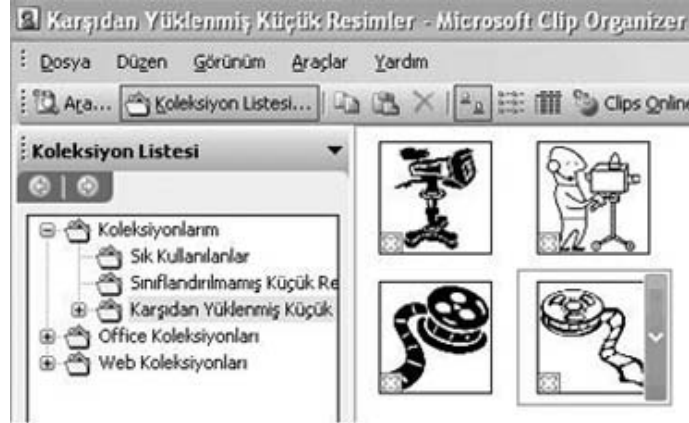 Karşıdan Yüklenmiş Küçük Resimler - Microsoft Clip Organizer
Dosya Düzen Görünüm Araçlar Yardım
Ara... Koleksiyon Listesi... Clips Online
Koleksiyon Listesi
Koleksiyonlarım
Sık Kullanılanlar
Sınıflandırılmamış Küçük Re
Karşıdan Yüklenmiş Küçük
Office Koleksiyonları
Web Koleksiyonları